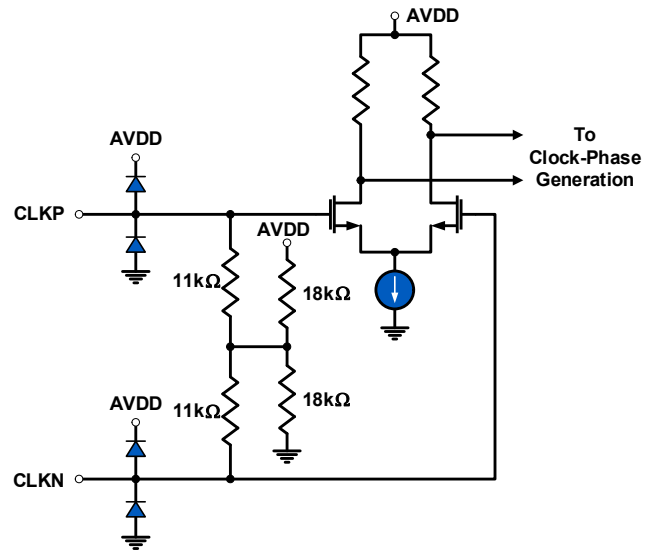 AVDD
To
Clock-Phase
Generation
AVDD
CLKP
AVDD
11kΩ
18kΩ
11kΩ
18kΩ
AVDD
CLKN